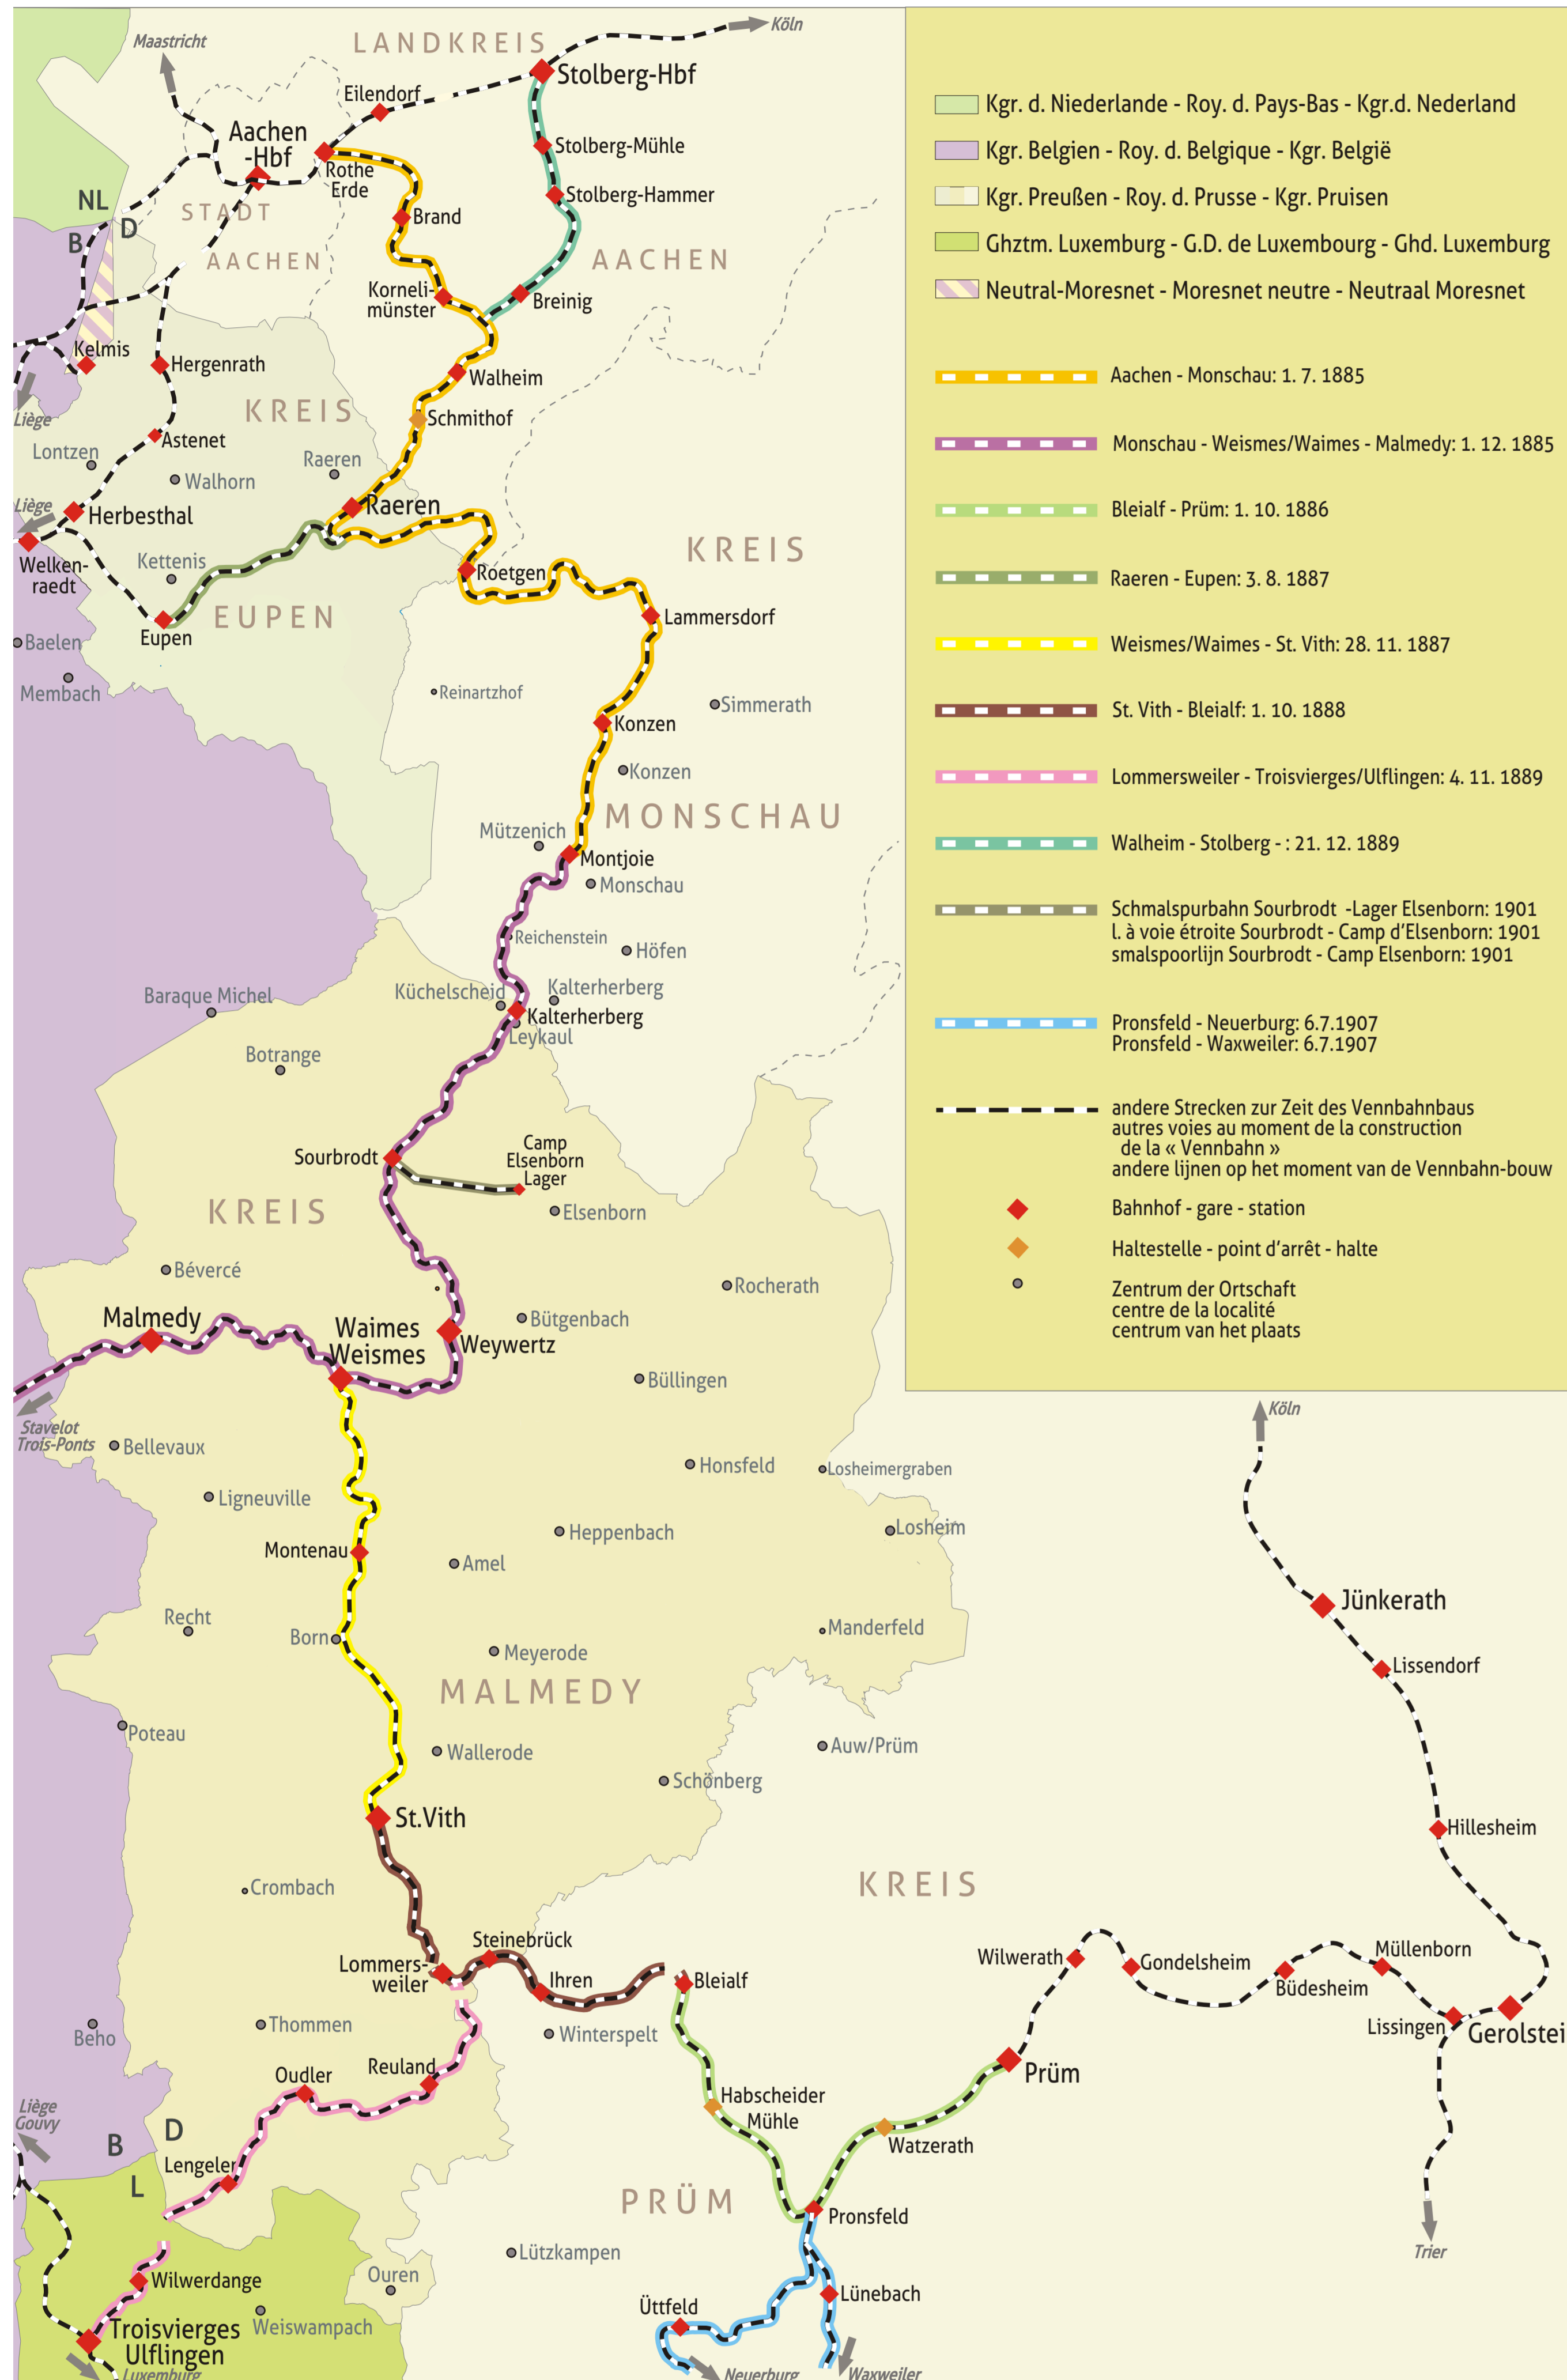 Maastricht
LANDKREIS
Köln
Stolberg-Hbf
Eilendorf
Aachen
-Hbf
Rothe
Erde
Stolberg-Mühle
Stolberg-Hammer
NL
STADT
Brand
B
D
AACHEN
AACHEN
Korneli-
münster
Breinig
Kelmis
Hergenrath
Walheim
Liège
KREIS
Schmithof
Lontzen
Astenet
Walhorn
Raeren
Liège
Herbesthal
Raeren
KREIS
Welken-
raedt
Kettenis
Roetgen
EUPEN
Lammersdorf
Baelen
Eupen
Membach
Reinartzhof
Simmerath
Konzen
Konzen
MONSCHAU
Mützenich
Montjoie
Monschau
Reichenstein
Höfen
Baraque Michel
Küchelscheid
Kalterherberg
Kalterherberg
Leykaul
Botrange
Sourbrodt
Camp
Elsenborn
Lager
KREIS
Elsenborn
Bévercé
Rocherath
Malmedy
Waimes
Weismes
Bütgenbach
Weywertz
Büllingen
Stavelot
Trois-Ponts
Bellevaux
Honsfeld
Losheimergraben
Ligneuville
Heppenbach
Losheim
Montenau
Amel
Recht
Born
Meyerode
Manderfeld
MALMEDY
Poteau
Wallerode
Auw/Prüm
Schönberg
St.Vith
Crombach
KREIS
Steinebrück
Lommers-
weiler
Ihren
Bleialf
Beho
Thommen
Winterspelt
Oudler
Reuland
Habscheider
Mühle
Liège
Gouvy
D
B
Lengeler
L
Watzerath
Prüm
PRÜM
Pronsfeld
Lützkampen
Wilwerdange
Ouren
Lünebach
Üttfeld
Troisvierges
Ulflingen
Weiswampach
Luxemburg
Neuerburg
Waxweiler
Köln
Jünkerath
Lissendorf
Hillesheim
Wilwerath
Gondelsheim
Büdesheim
Müllenborn
Lissingen
Gerolstei
Trier
Kgr. d. Niederlande - Roy. d. Pays-Bas - Kgr.d. Nederland
Kgr. Belgien - Roy. d. Belgique - Kgr. België
Kgr. Preußen - Roy. d. Prusse - Kgr. Pruisen
Ghztm. Luxemburg - G.D. de Luxembourg - Ghd. Luxemburg
Neutral-Moresnet - Moresnet neutre - Neutraal Moresnet
Aachen - Monschau: 1. 7. 1885
Monschau - Weismes/Waimes - Malmedy: 1. 12. 1885
Bleialf - Prüm: 1. 10. 1886
Raeren - Eupen: 3. 8. 1887
Weismes/Waimes - St. Vith: 28. 11. 1887
St. Vith - Bleialf: 1. 10. 1888
Lommersweiler - Troisvierges/Ulflingen: 4. 11. 1889
Walheim - Stolberg - : 21. 12. 1889
Schmalspurbahn Sourbrodt -Lager Elsenborn: 1901
l. à voie étroite Sourbrodt - Camp d'Elsenborn: 1901
smalspoorlijn Sourbrodt - Camp Elsenborn: 1901
Pronsfeld - Neuerburg: 6.7.1907
Pronsfeld - Waxweiler: 6.7.1907
andere Strecken zur Zeit des Vennbahnbaus
autres voies au moment de la construction
de la « Vennbahn »
andere lijnen op het moment van de Vennbahn-bouw
Bahnhof - gare - station
Haltestelle - point d'arrêt - halte
Zentrum der Ortschaft
centre de la localité
centrum van het plaats